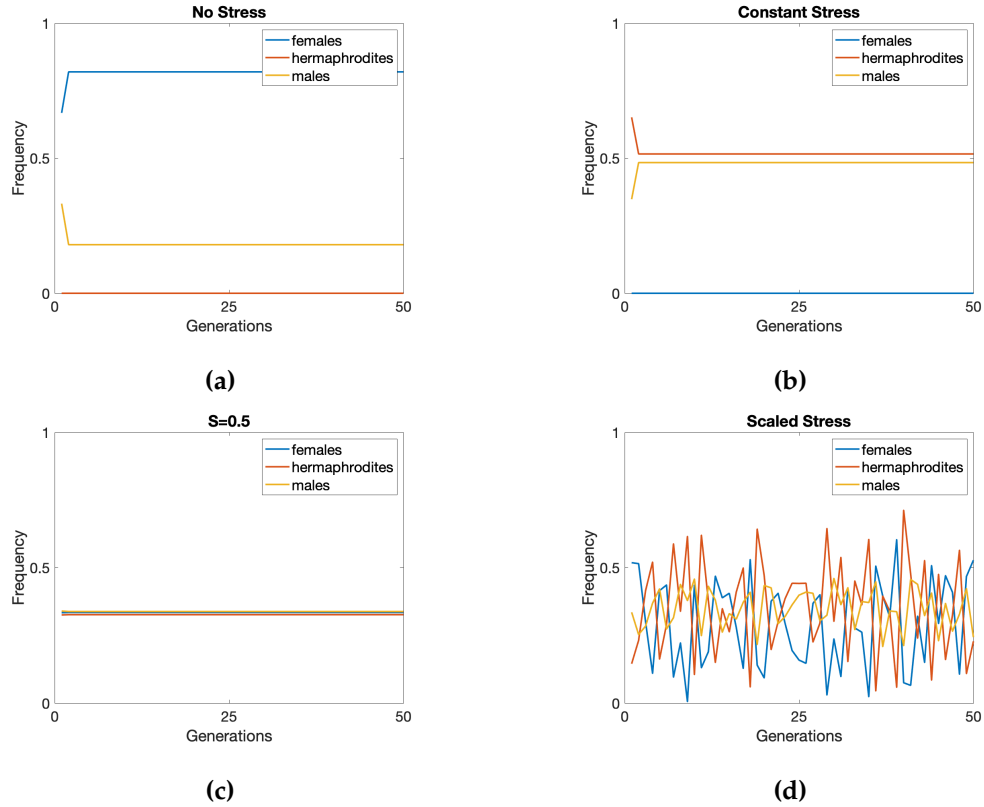 No Stress
1
females
hermaphrodites
males
Frequency
0.5
0
0
25
50
Generations
(a)
Constant Stress
1
females
hermaphrodites
males
Frequency
0.5
0
0
25
50
Generations
(b)
S=0.5
1
females
hermaphrodites
males
Frequency
0.5
0
0
25
50
Generations
(c)
Scaled Stress
1
females
hermaphrodites
males
Frequency
0.5
0
0
25
50
Generations
(d)